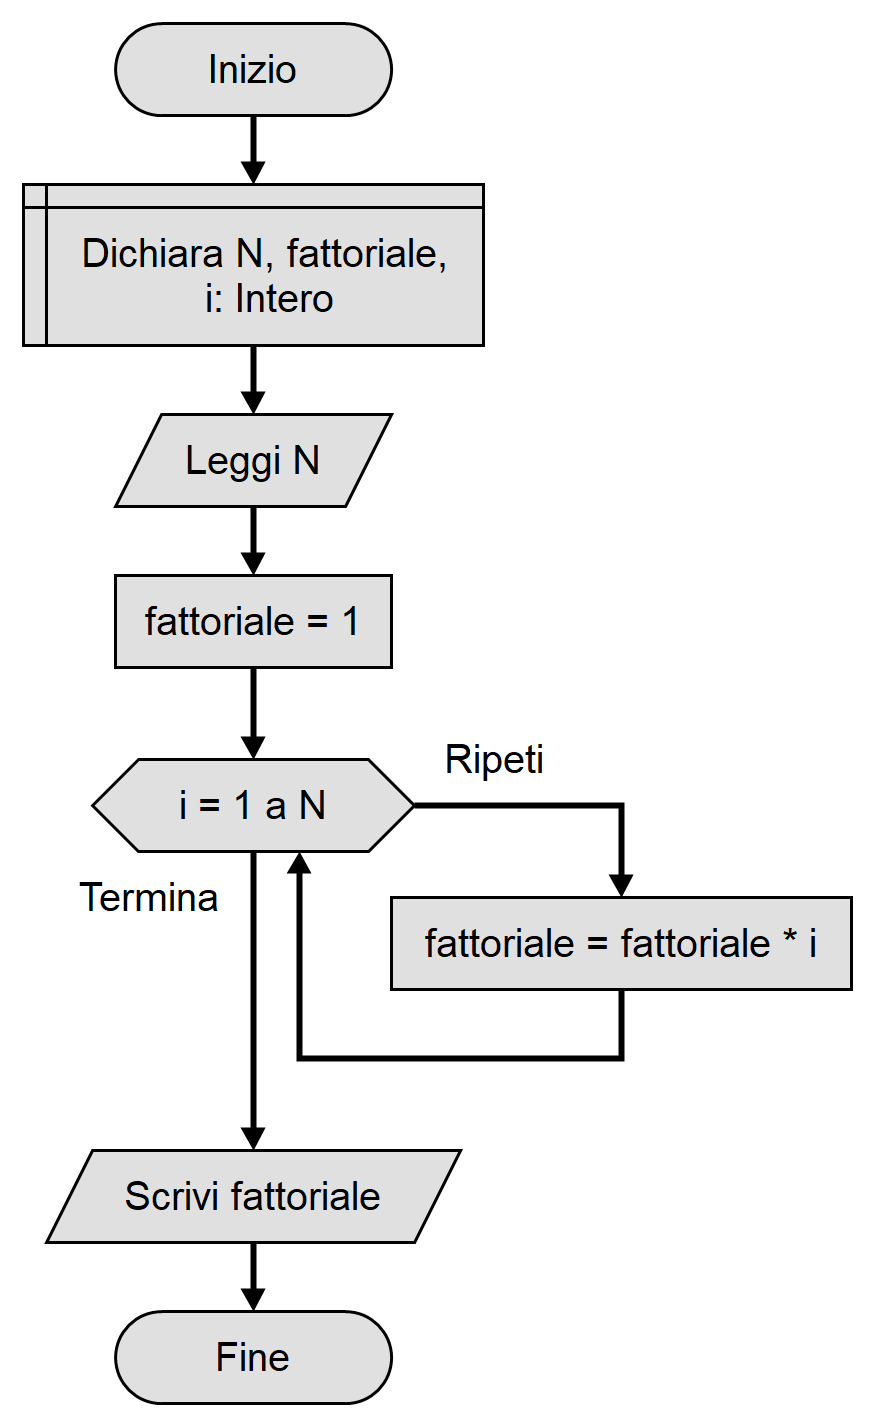 Inizio
Dichiara N, fattoriale,
i: Intero
Leggi N
fattoriale = 1
i = 1 a N
Ripeti
fattoriale = fattoriale * i
Termina
Scrivi fattoriale
Fine